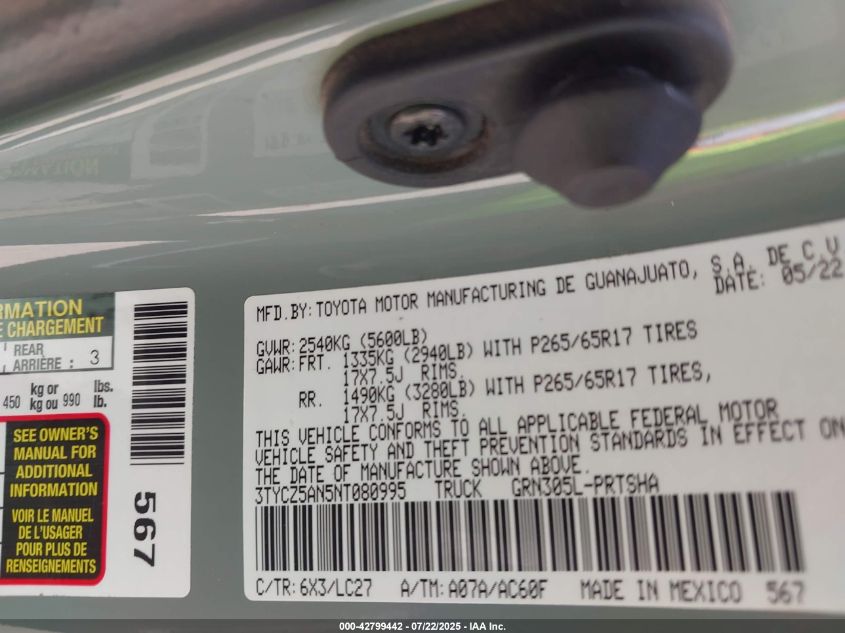 RMATION
E CHARGEMENT
REAR
ARRIÈRE : 3
450 kg or kg ou 990 lbs. lb.
SEE OWNER'S
MANUAL FOR
ADDITIONAL
INFORMATION
VOIR LE MANUEL
DE L'USAGER
POUR PLUS DE
RENSEIGNEMENTS
567
MFD.BY: TOYOTA MOTOR MANUFACTURING DE GUANAJUATO, S.A. DE C.V
DATE: 05/22
GVWR: 2540KG (5600LB)
GAWR: FRT. 1335KG (2940LB) WITH P265/65R17 TIRES
17X7.5J RIMS.
RR. 1490KG (3280LB) WITH P265/65R17 TIRES,
17X7.5J RIMS.
THIS VEHICLE CONFORMS TO ALL APPLICABLE FEDERAL MOTOR
VEHICLE SAFETY AND THEFT PREVENTION STANDARDS IN EFFECT ON
THE DATE OF MANUFACTURE SHOWN ABOVE.
3TYCZ5AN5NT080995 TRUCK GRN305L-PRTSHA
C/TR: 6X3/LC27 A/TM: A07A/AC60F MADE IN MEXICO 567
000-42799442 - 07/22/2025 - IAA Inc.